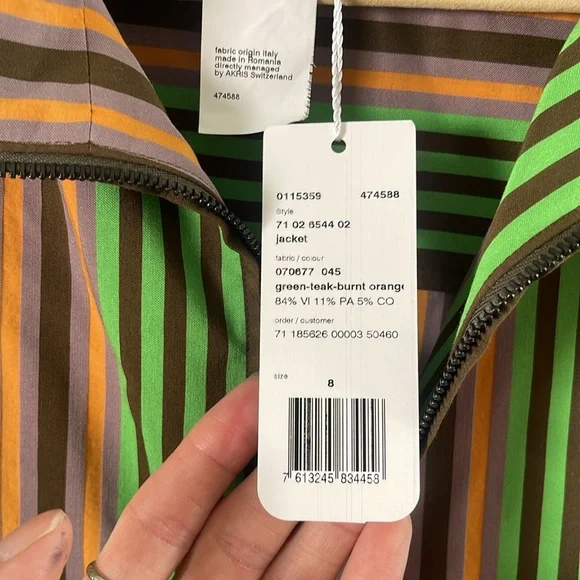 fabric origin italy
made in Romania
directly managed
by AKRIS Switzerland
474588
0115359 474588
Style
71 02 6544 02
jacket
fabric / colour
070677 045
green-teak-burnt orange
84% VI 11% PA 5% CO
order / customer
71 185626 00003 50460
size
8
7 613245 834458